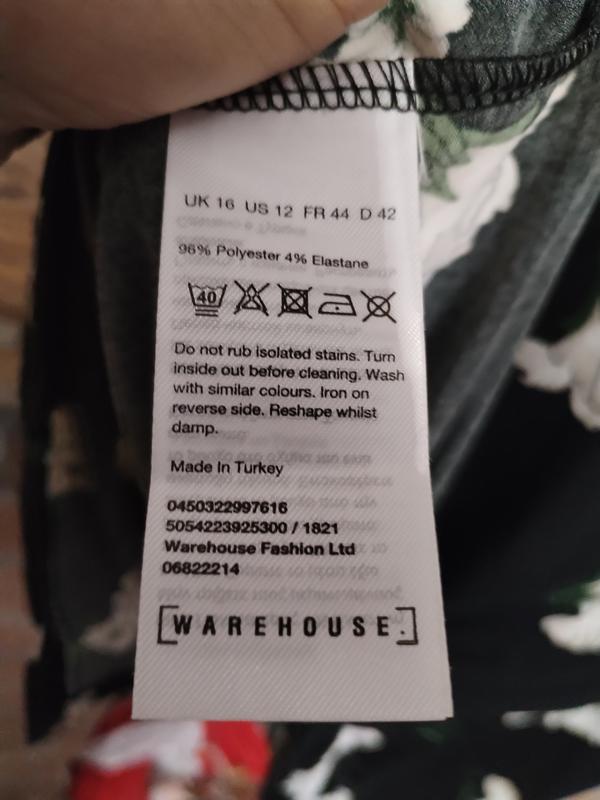 UK 16 US 12 FR 44 D 42
96% Polyester 4% Elastane
40
Do not rub isolated stains. Turn
inside out before cleaning. Wash
with similar colours. Iron on
reverse side. Reshape whilst
damp.
Made In Turkey
0450322997616
5054223925300 / 1821
Warehouse Fashion Ltd
06822214
[WAREHOUSE.]